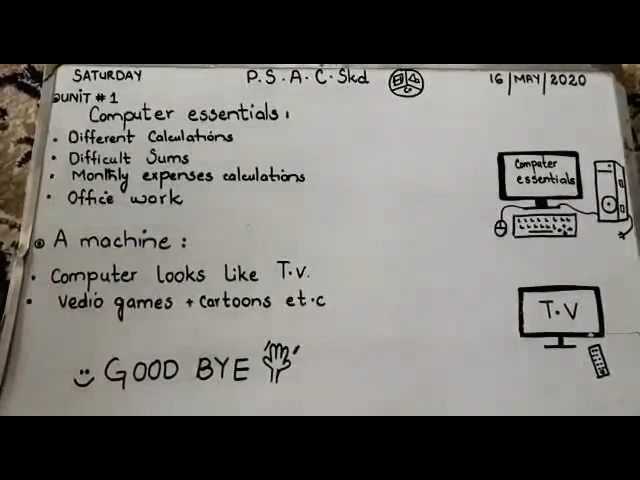 SATURDAY P.S.A.C.Skd 16/MAY/2020
UNIT #1
Computer essentials:
• Different Calculations
• Difficult Sums
• Monthly expenses calculations
• Office work
A machine:
• Computer looks like T.V.
• Vedio games + cartoons et.c
GOOD BYE
Computer
essentials
T.V